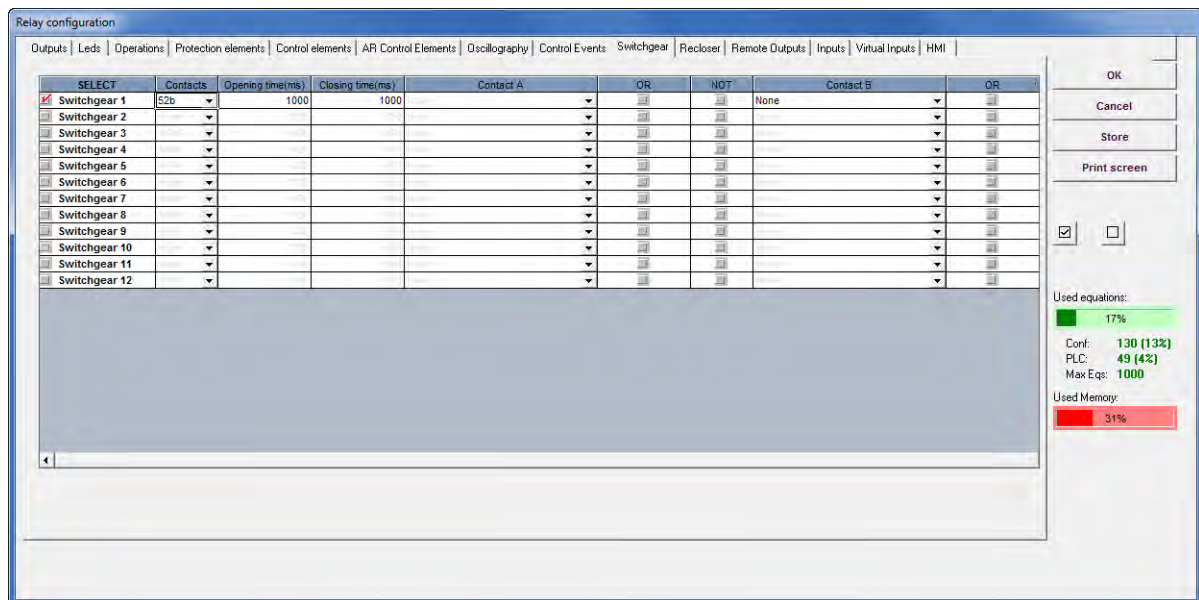 Relay configuration
Outputs Leds Operations Protection elements Control elements AR Control Elements Oscillography Control Events Switchgear Recloser Remote Outputs Inputs Virtual Inputs HMI
SELECT Contacts Opening time(ms) Closing time(ms) Contact A OR NOT Contact B OR
Switchgear 1 52b 1000 1000 None
Switchgear 2
Switchgear 3
Switchgear 4
Switchgear 5
Switchgear 6
Switchgear 7
Switchgear 8
Switchgear 9
Switchgear 10
Switchgear 11
Switchgear 12
OK
Cancel
Store
Print screen
Used equations:
17%
Conf: 130 (13%)
PLC: 49 (4%)
Max Eqs: 1000
Used Memory:
31%